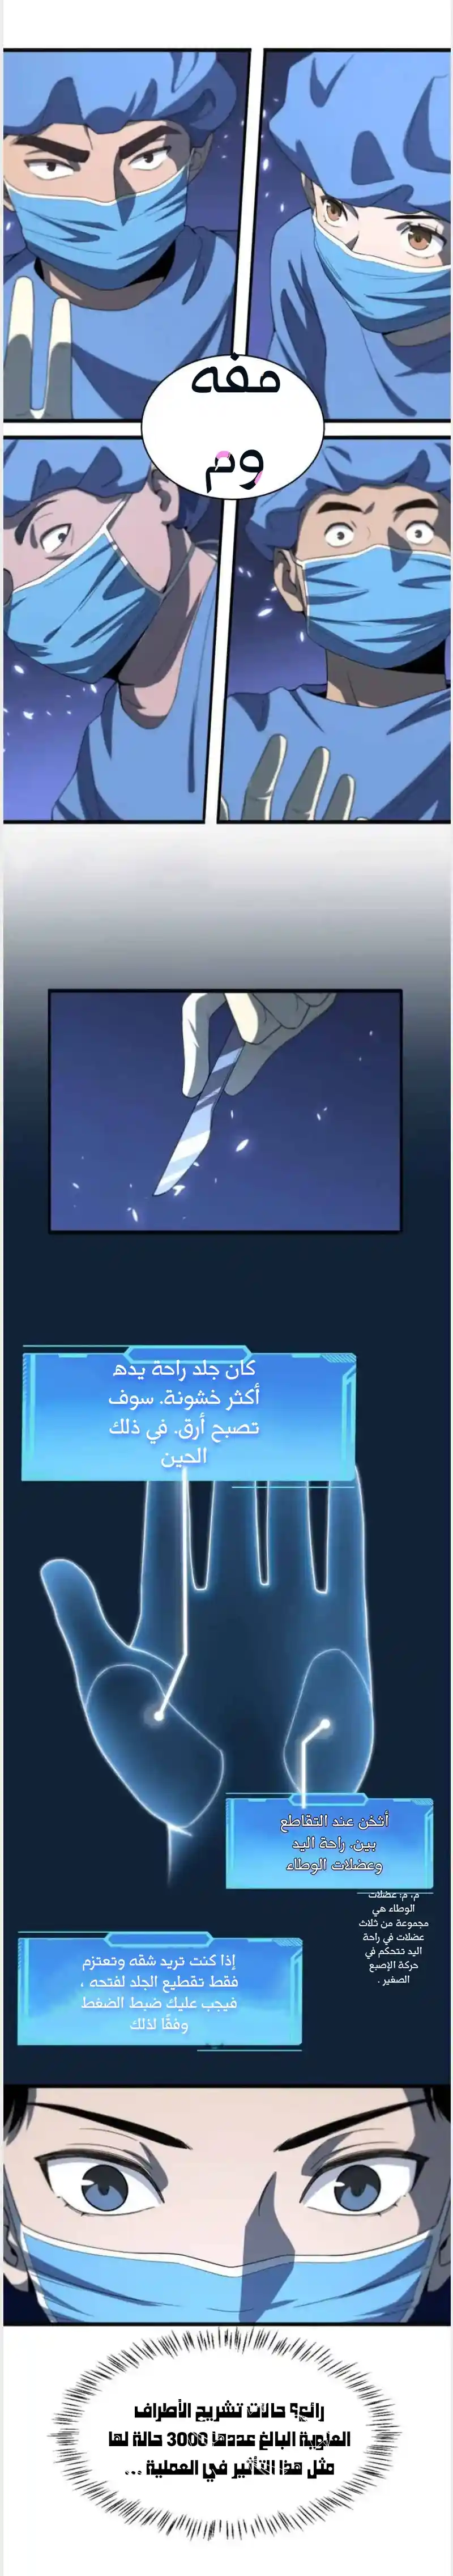 مفه
وم
كان جلد راحة يده
أكثر خشونة. سوف
تصبح أرق. في ذلك
الحين
أثخن عند التقاطع
بين. راحة اليد
وعضلات الوطاء
م. م: عضلات
الوطاء هي
مجموعة من ثلاث
عضلات في راحة
اليد تتحكم في
حركة الإصبع
الصغير .
إذا كنت تريد شقه وتعتزم
فقط تقطيع الجلد لفتحه ،
فيجب عليك ضبط الضغط
وفقًا لذلك
رائع؟ حالات تشريح الأطراف
العلوية البالغ عددها 3000 حالة لها
مثل هذا التأثير في العملية ...